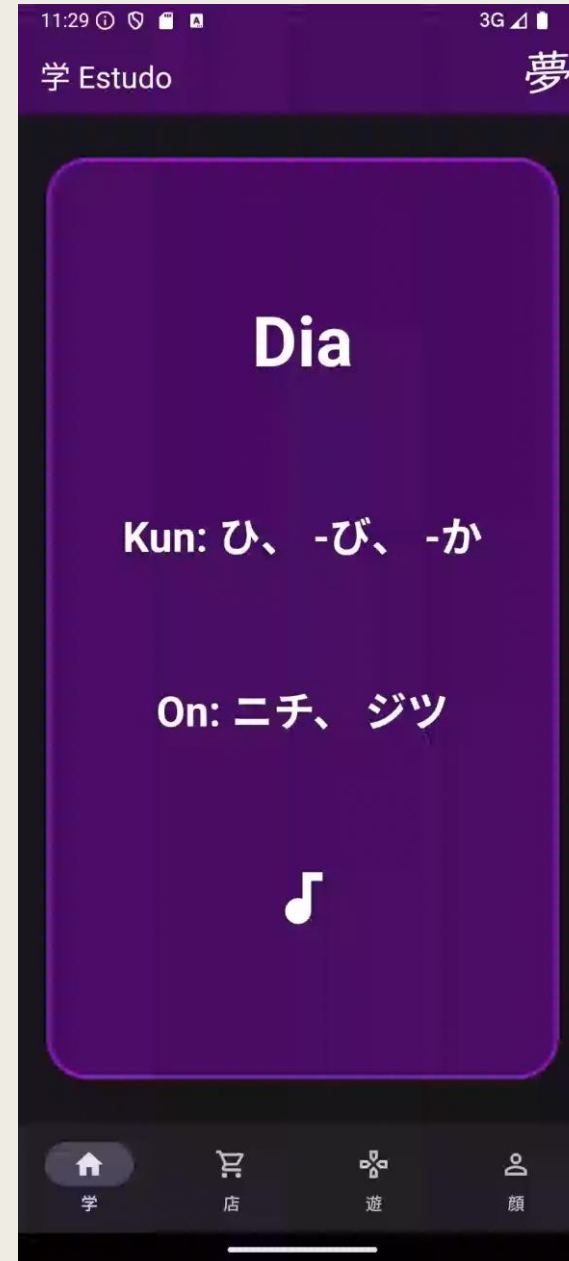 11:29 3G
学 Estudo 夢
Dia
Kun: ひ、 -び、 -か
On: ニチ、 ジツ
学 店 遊 顔